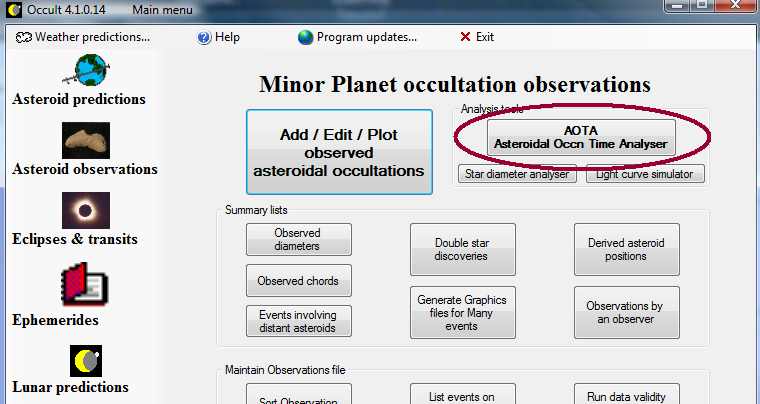 Occult 4.1.0.14 Main menu
Weather predictions... Help Program updates... Exit
Asteroid predictions
Asteroid observations
Eclipses & transits
Ephemerides
Lunar predictions
Minor Planet occultation observations
Add / Edit / Plot
observed
asteroidal occultations
Analysis tools
AOTA
Asteroidal Occn Time Analyser
Star diameter analyser
Light curve simulator
Summary lists
Observed
diameters
Double star
discoveries
Derived asteroid
positions
Observed chords
Events involving
distant asteroids
Generate Graphics
files for Many
events
Observations by
an observer
Maintain Observations file
Sort Observation
List events on
Run data validity